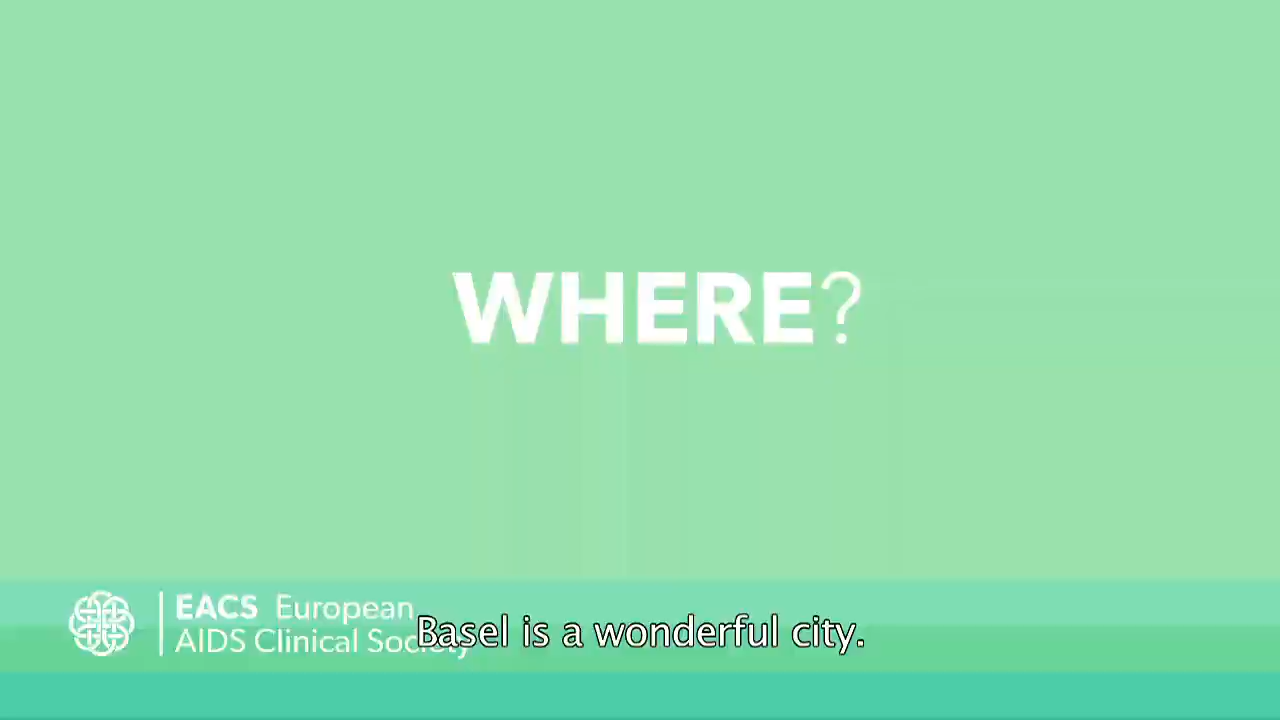 WHERE?
EACS European
AIDS Clinical Society
Basel is a wonderful city.